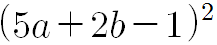 (5a + 2b − 1)²